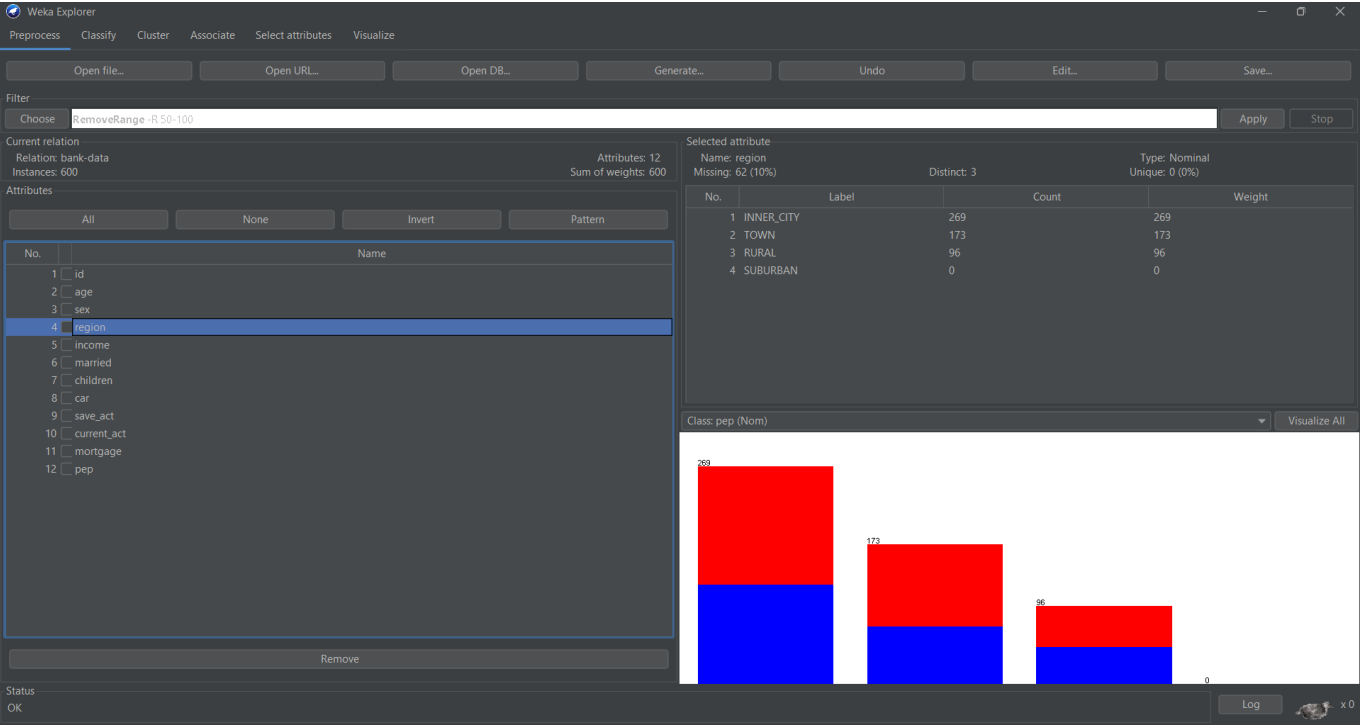 Weka Explorer
Preprocess Classify Cluster Associate Select attributes Visualize
Open file... Open URL... Open DB... Generate... Undo Edit... Save...
Filter
Choose RemoveRange -R 50-100 Apply Stop
Current relation
Relation: bank-data Attributes: 12
Instances: 600 Sum of weights: 600
Attributes
All None Invert Pattern
No. Name
1 id
2 age
3 sex
4 region
5 income
6 married
7 children
8 car
9 save_act
10 current_act
11 mortgage
12 pep
Remove
Selected attribute
Name: region Type: Nominal
Missing: 62 (10%) Distinct: 3 Unique: 0 (0%)
No. Label Count Weight
1 INNER_CITY 269 269
2 TOWN 173 173
3 RURAL 96 96
4 SUBURBAN 0 0
Class: pep (Nom) Visualize All
269
173
96
0
Status
OK
Log x 0